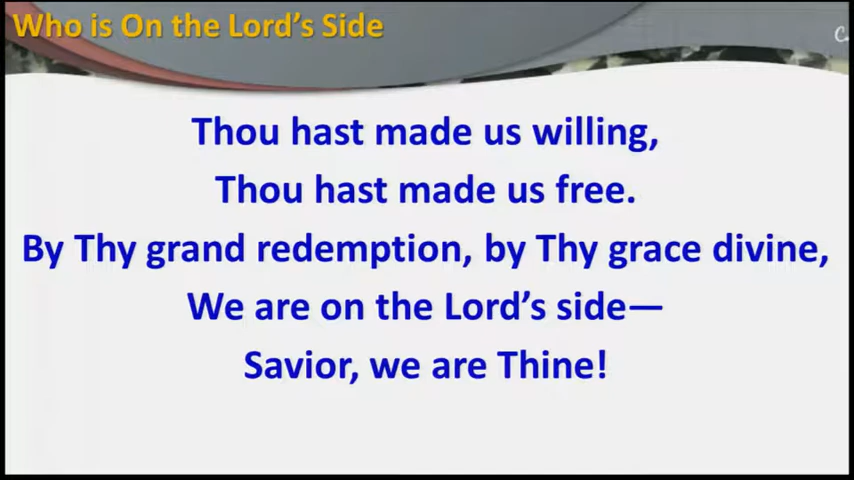 Who is On the Lord’s Side
Thou hast made us willing,
Thou hast made us free.
By Thy grand redemption, by Thy grace divine,
We are on the Lord’s side—
Savior, we are Thine!